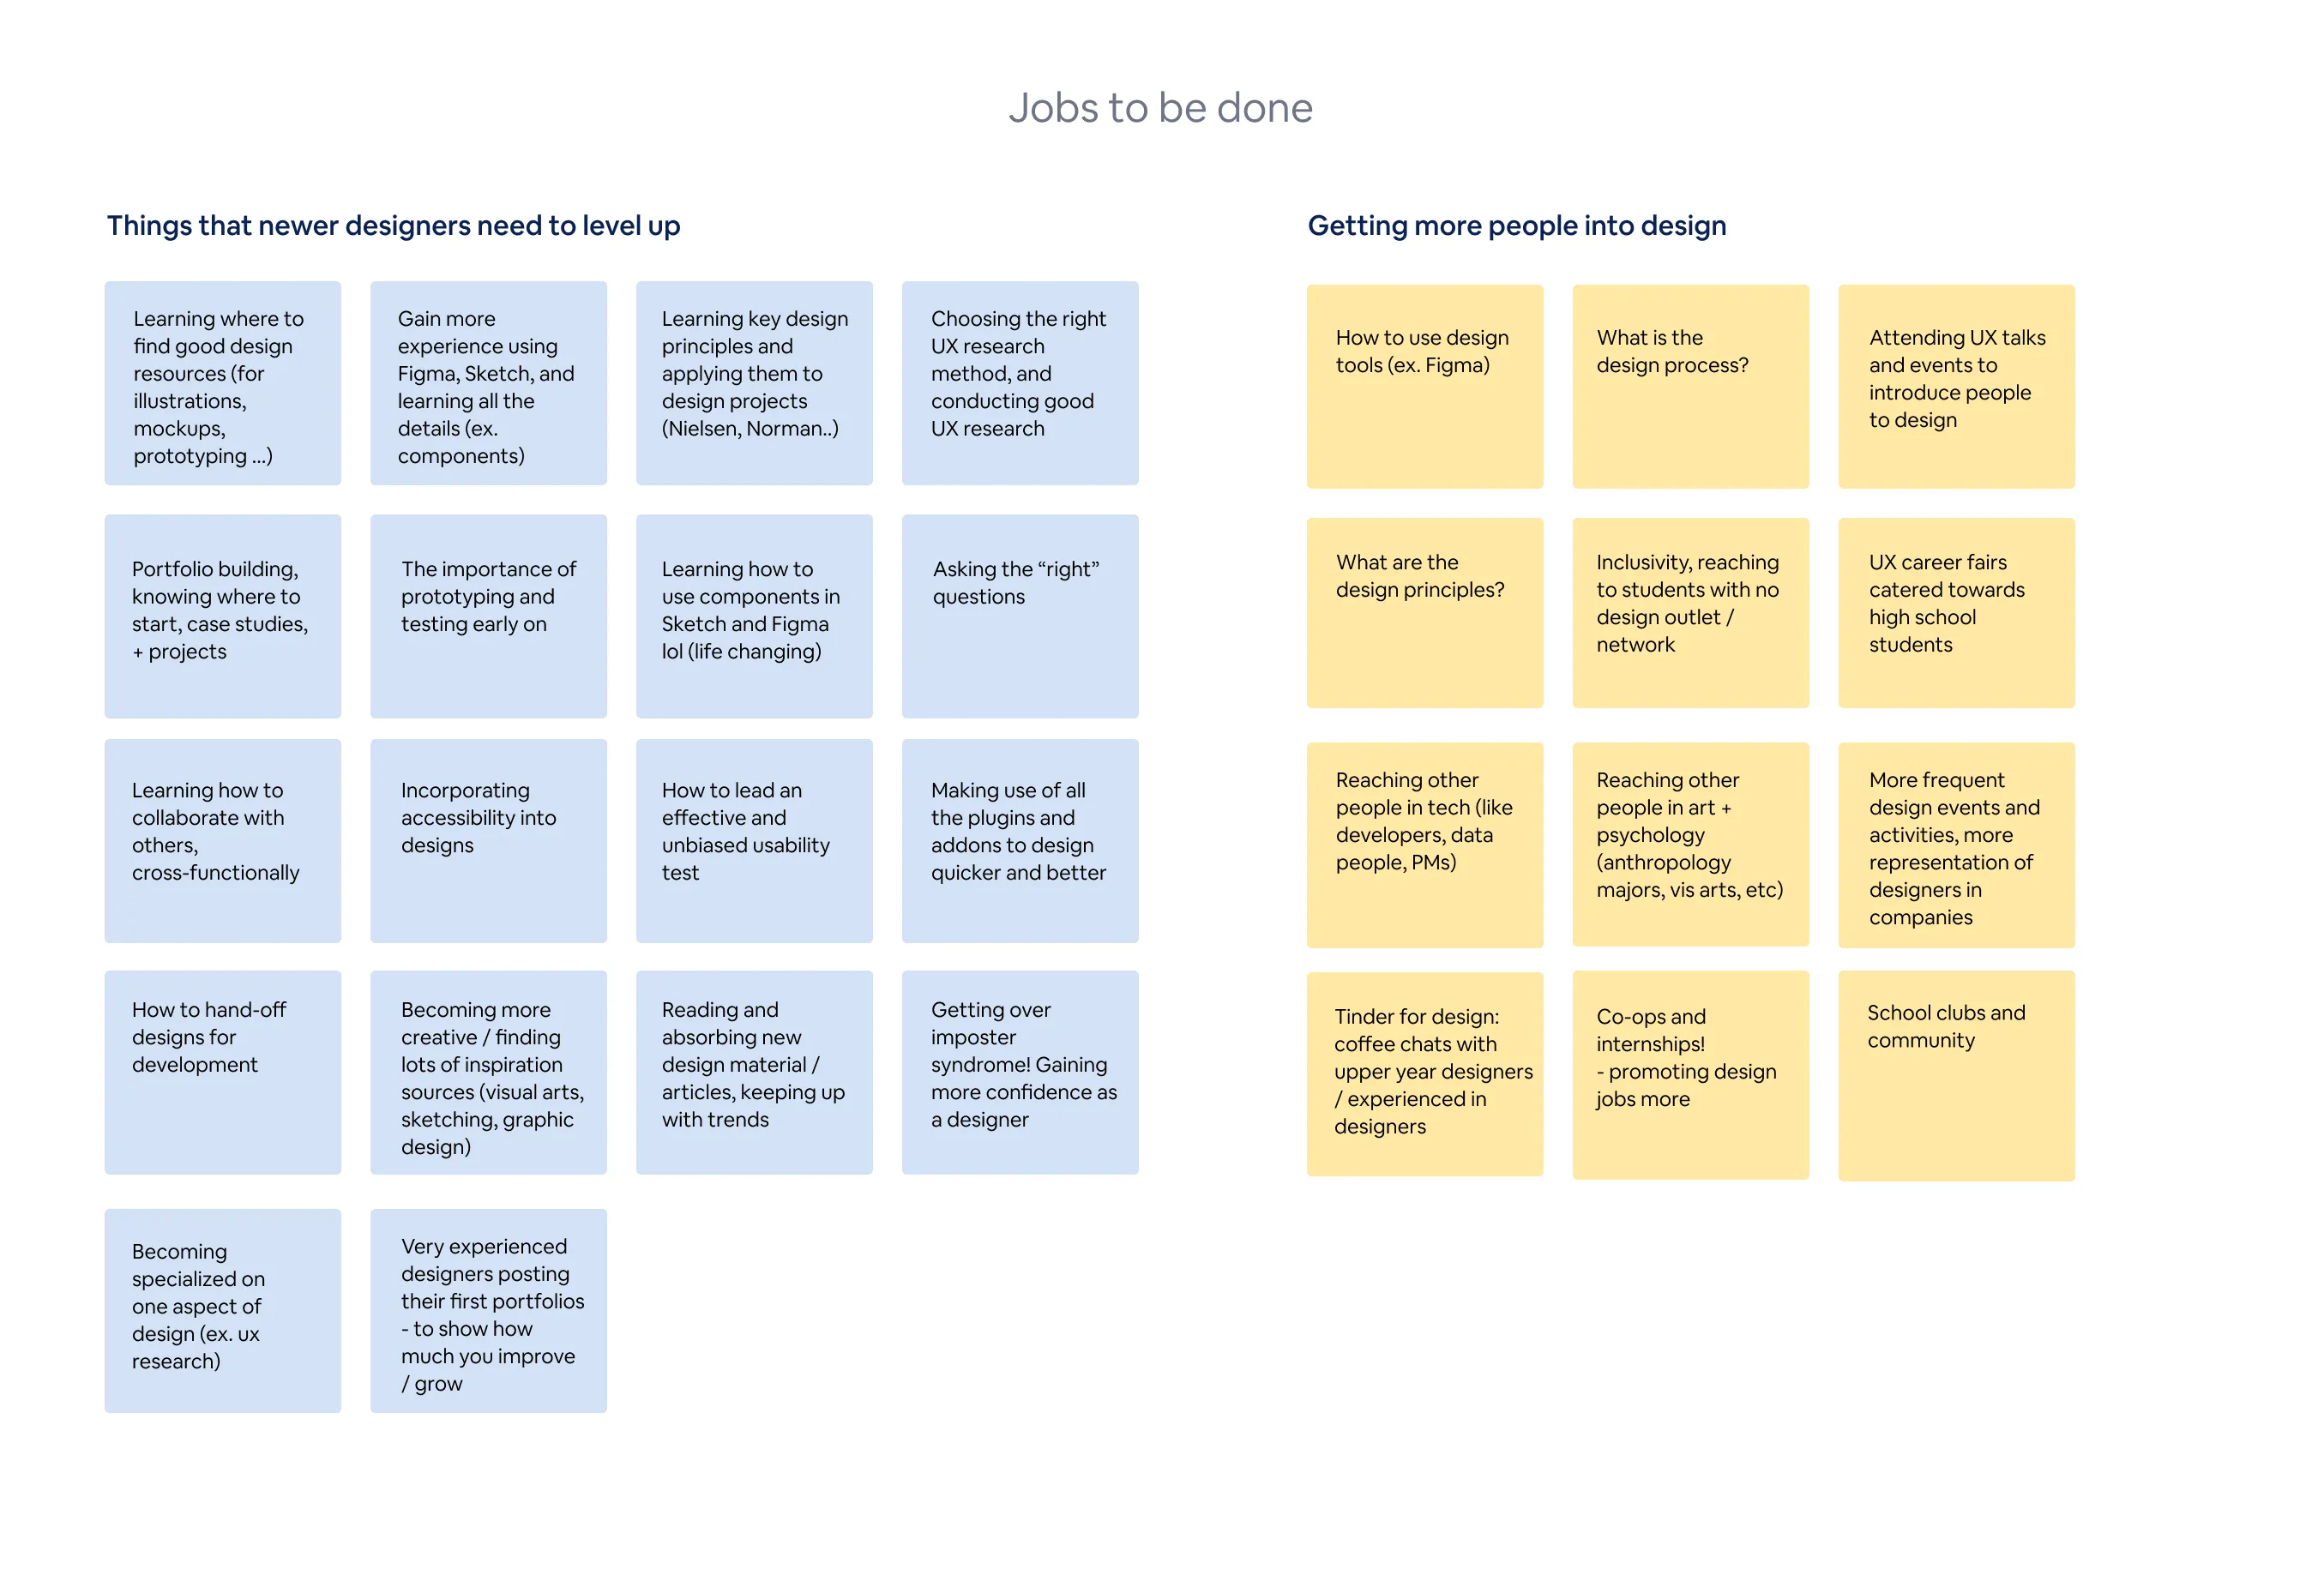 Jobs to be done
Things that newer designers need to level up
Learning where to
find good design
resources (for
illustrations,
mockups,
prototyping ...)
Gain more
experience using
Figma, Sketch, and
learning all the
details (ex.
components)
Learning key design
principles and
applying them to
design projects
(Nielsen, Norman..)
Choosing the right
UX research
method, and
conducting good
UX research
Portfolio building,
knowing where to
start, case studies,
+ projects
The importance of
prototyping and
testing early on
Learning how to
use components in
Sketch and Figma
lol (life changing)
Asking the “right”
questions
Learning how to
collaborate with
others,
cross-functionally
Incorporating
accessibility into
designs
How to lead an
effective and
unbiased usability
test
Making use of all
the plugins and
addons to design
quicker and better
How to hand-off
designs for
development
Becoming more
creative / finding
lots of inspiration
sources (visual arts,
sketching, graphic
design)
Reading and
absorbing new
design material /
articles, keeping up
with trends
Getting over
imposter
syndrome! Gaining
more confidence as
a designer
Becoming
specialized on
one aspect of
design (ex. ux
research)
Very experienced
designers posting
their first portfolios
- to show how
much you improve
/ grow
Getting more people into design
How to use design
tools (ex. Figma)
What is the
design process?
Attending UX talks
and events to
introduce people
to design
What are the
design principles?
Inclusivity, reaching
to students with no
design outlet /
network
UX career fairs
catered towards
high school
students
Reaching other
people in tech (like
developers, data
people, PMs)
Reaching other
people in art +
psychology
(anthropology
majors, vis arts, etc)
More frequent
design events and
activities, more
representation of
designers in
companies
Tinder for design:
coffee chats with
upper year designers
/ experienced in
designers
Co-ops and
internships!
- promoting design
jobs more
School clubs and
community